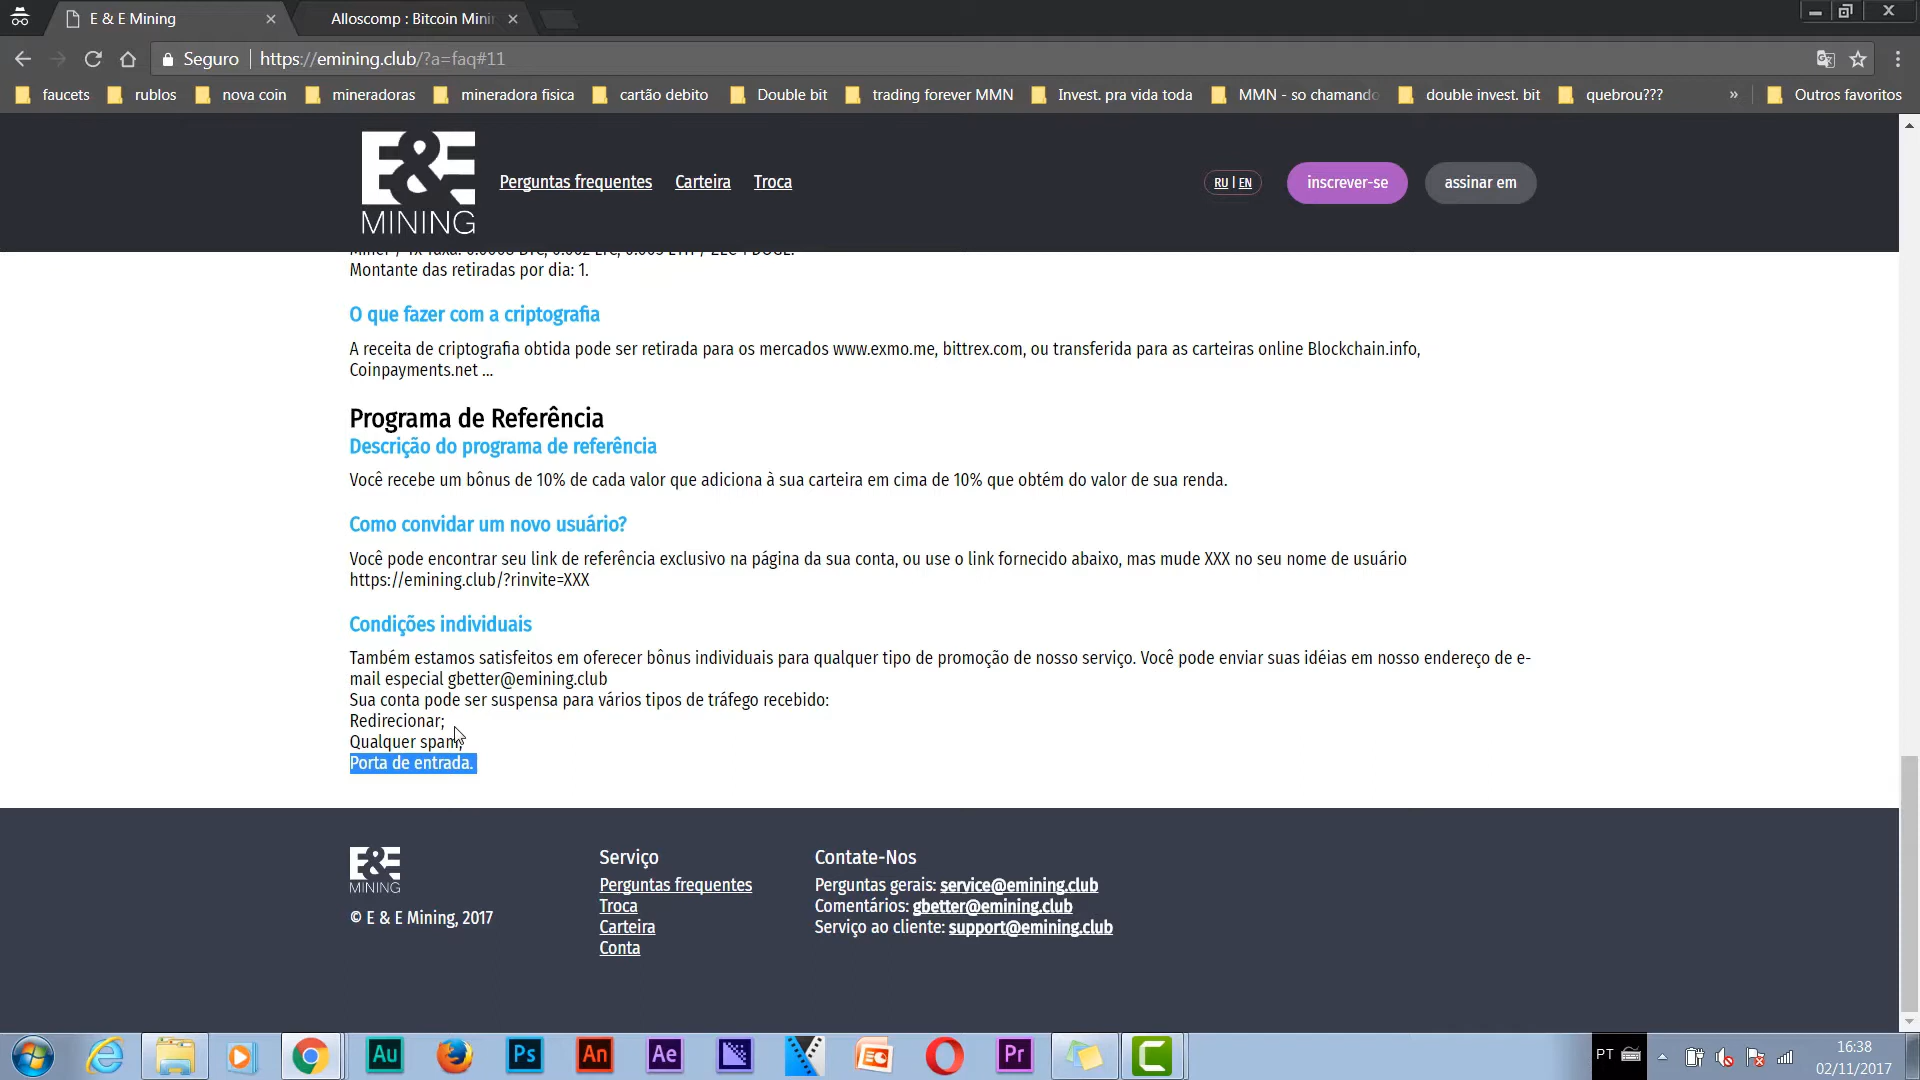 E & E Mining
Alloscomp : Bitcoin Mini
Seguro
https://emining.club/?a=faq#11
faucets
rublos
nova coin
mineradoras
mineradora fisica
cartão debito
Double bit
trading forever MMN
Invest. pra vida toda
MMN - so chamando
double invest. bit
quebrou???
»
Outros favoritos
E&E
MINING
Perguntas frequentes
Carteira
Troca
RU | EN
inscrever-se
assinar em
Montante das retiradas por dia: 1.
O que fazer com a criptografia
A receita de criptografia obtida pode ser retirada para os mercados www.exmo.me, bittrex.com, ou transferida para as carteiras online Blockchain.info,
Coinpayments.net ...
Programa de Referência
Descrição do programa de referência
Você recebe um bônus de 10% de cada valor que adiciona à sua carteira em cima de 10% que obtém do valor de sua renda.
Como convidar um novo usuário?
Você pode encontrar seu link de referência exclusivo na página da sua conta, ou use o link fornecido abaixo, mas mude XXX no seu nome de usuário
https://emining.club/?rinvite=XXX
Condições individuais
Também estamos satisfeitos em oferecer bônus individuais para qualquer tipo de promoção de nosso serviço. Você pode enviar suas idéias em nosso endereço de e-
mail especial gbetter@emining.club
Sua conta pode ser suspensa para vários tipos de tráfego recebido:
Redirecionar;
Qualquer spam;
Porta de entrada.
E&E
MINING
© E & E Mining, 2017
Serviço
Perguntas frequentes
Troca
Carteira
Conta
Contate-Nos
Perguntas gerais: service@emining.club
Comentários: gbetter@emining.club
Serviço ao cliente: support@emining.club
Au
Ps
An
Ae
Pr
PT
16:38
02/11/2017